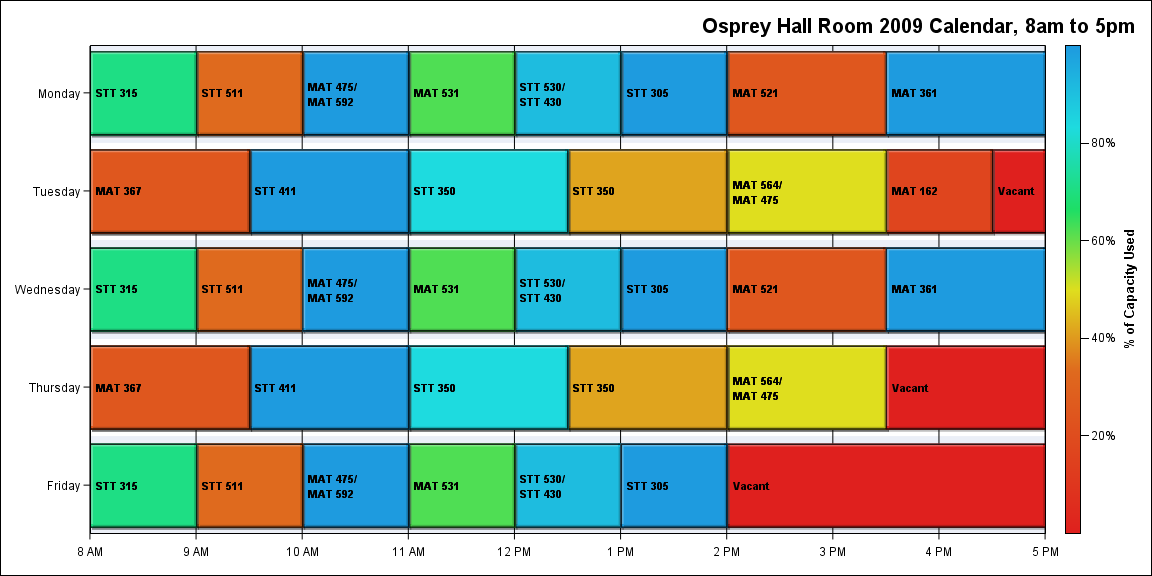 Osprey Hall Room 2009 Calendar, 8am to 5pm
Monday
STT 315
STT 511
MAT 475/
MAT 592
MAT 531
STT 530/
STT 430
STT 305
MAT 521
MAT 361
Tuesday
MAT 367
STT 411
STT 350
STT 350
MAT 564/
MAT 475
MAT 162
Vacant
Wednesday
STT 315
STT 511
MAT 475/
MAT 592
MAT 531
STT 530/
STT 430
STT 305
MAT 521
MAT 361
Thursday
MAT 367
STT 411
STT 350
STT 350
MAT 564/
MAT 475
Vacant
Friday
STT 315
STT 511
MAT 475/
MAT 592
MAT 531
STT 530/
STT 430
STT 305
Vacant
8 AM
9 AM
10 AM
11 AM
12 PM
1 PM
2 PM
3 PM
4 PM
5 PM
80%
60%
40%
20%
% of Capacity Used